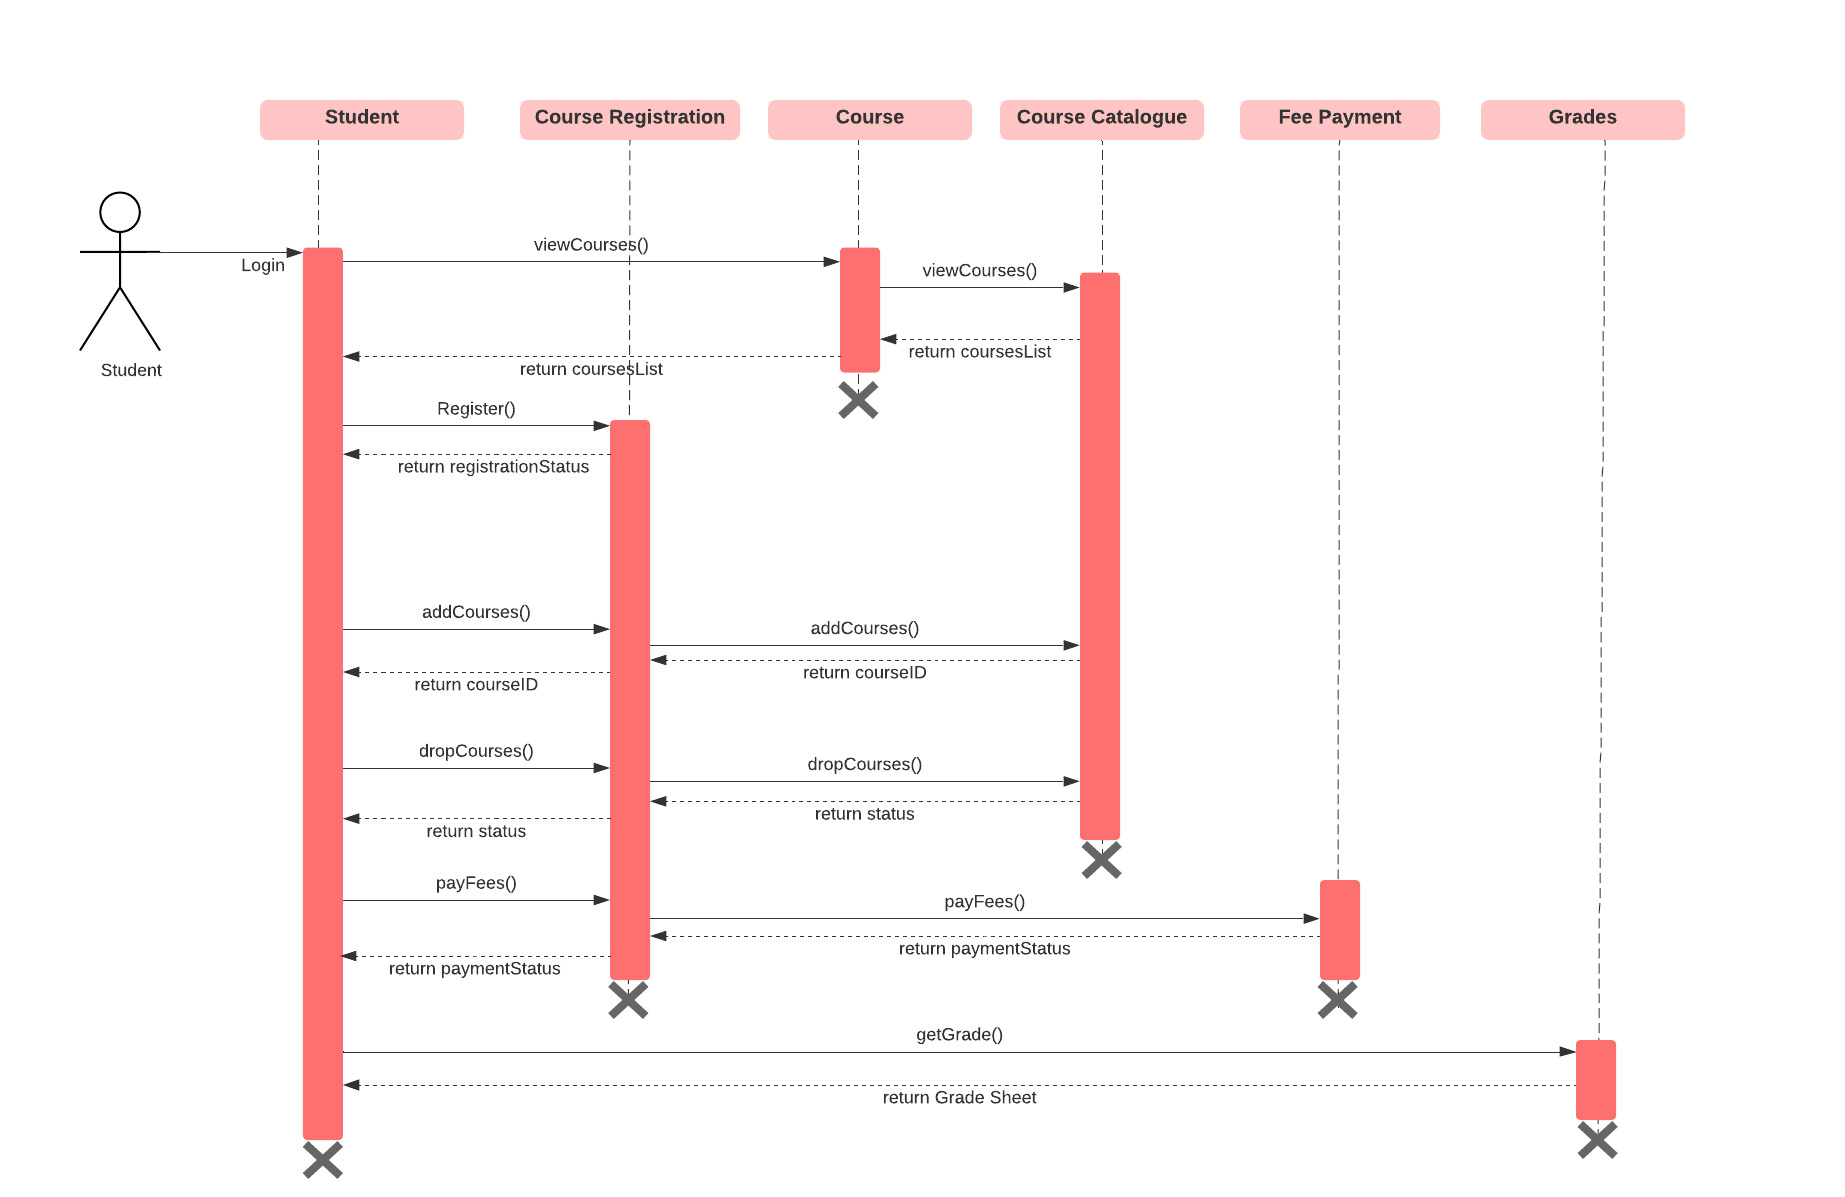 Student
Course Registration
Course
Course Catalogue
Fee Payment
Grades
viewCourses()
Login
viewCourses()
return coursesList
return coursesList
Student
Register()
return registrationStatus
addCourses()
addCourses()
return courseID
return courseID
dropCourses()
dropCourses()
return status
return status
payFees()
payFees()
return paymentStatus
return paymentStatus
getGrade()
return Grade Sheet